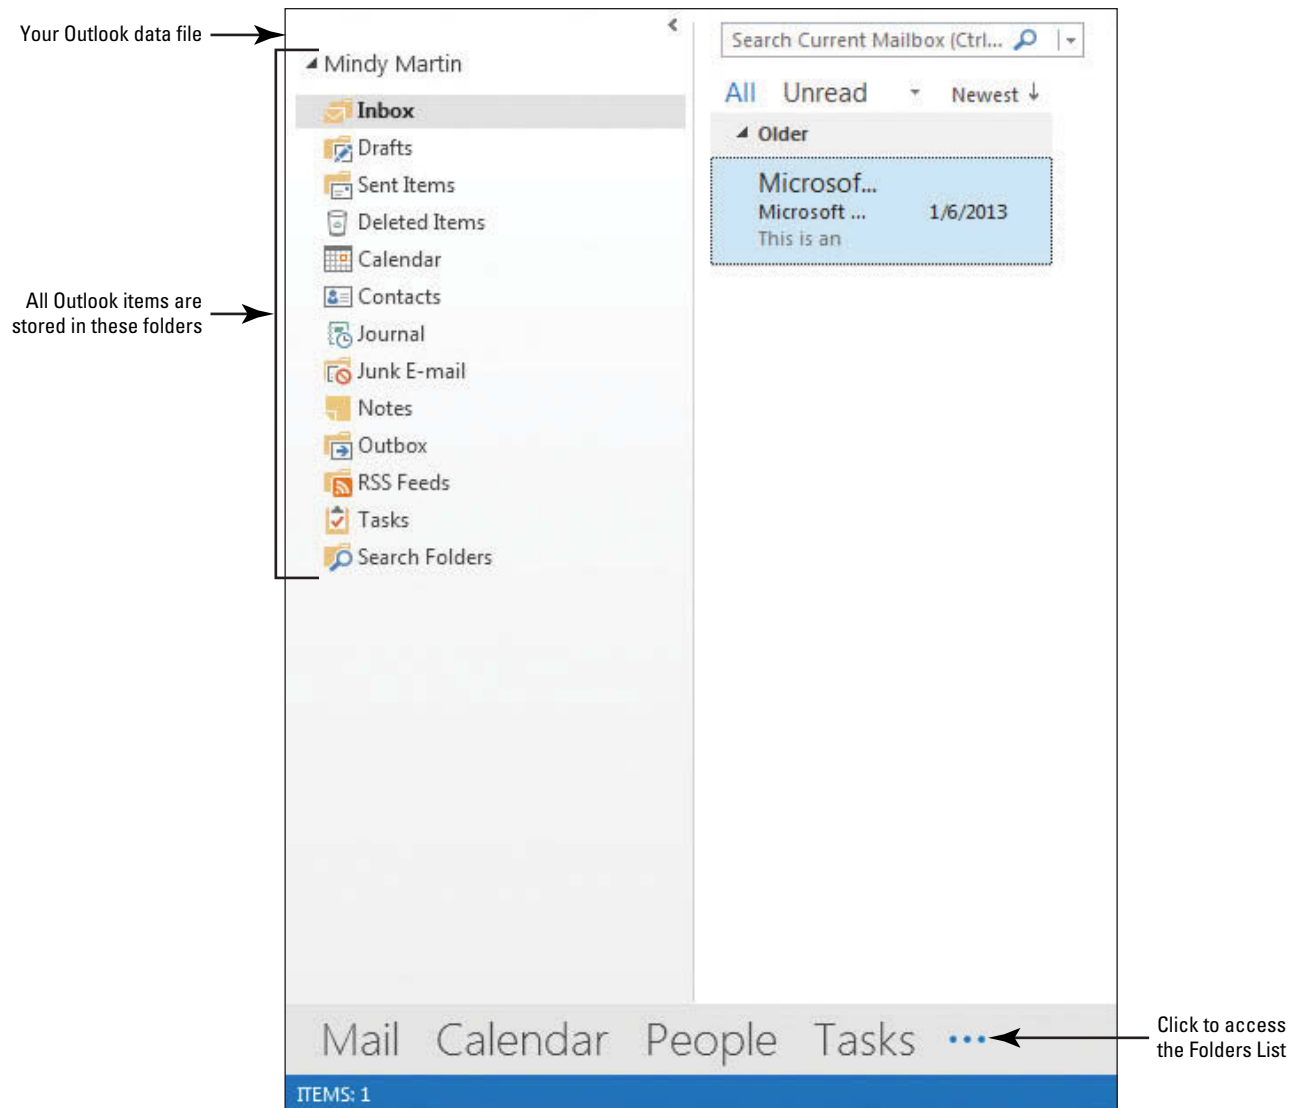 Your Outlook data file
Mindy Martin
Inbox
Drafts
Sent Items
Deleted Items
Calendar
Contacts
Journal
Junk E-mail
Notes
Outbox
RSS Feeds
Tasks
Search Folders
All Outlook items are
stored in these folders
Search Current Mailbox (Ctrl...
All Unread Newest
Older
Microsof...
Microsoft ... 1/6/2013
This is an
Mail Calendar People Tasks ...
Click to access
the Folders List
ITEMS: 1